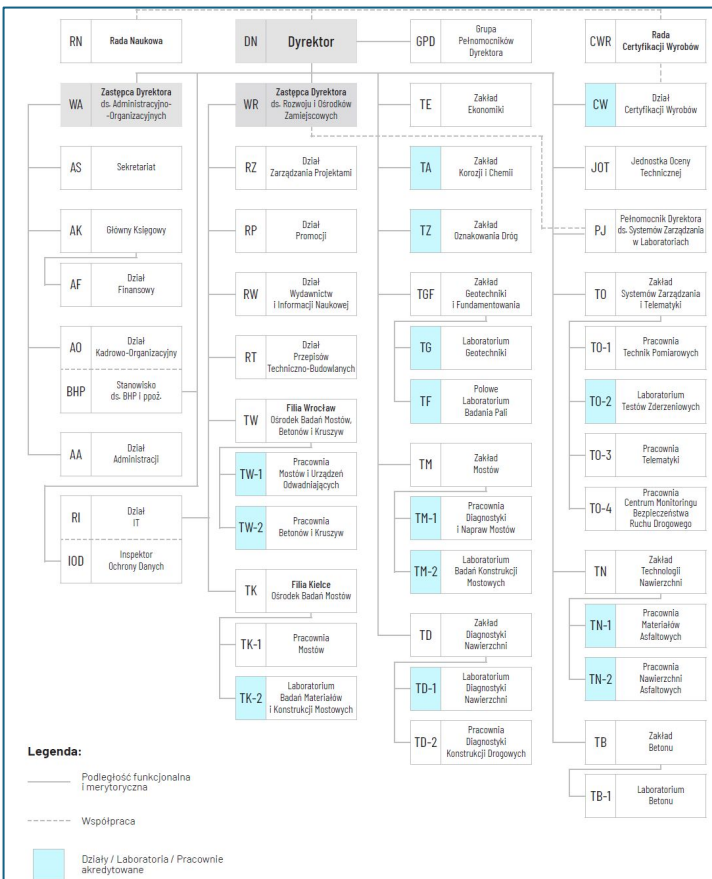 RN
Rada Naukowa
DN
Dyrektor
GPD
Grupa
Pełnomocników
Dyrektora
CWR
Rada
Certyfikacji Wyrobów
WA
Zastępca Dyrektora
ds. Administracyjno-
-Organizacyjnych
WR
Zastępca Dyrektora
ds. Rozwoju i Ośrodków
Zamiejscowych
TE
Zakład
Ekonomiki
CW
Dział
Certyfikacji Wyrobów
AS
Sekretariat
RZ
Dział
Zarządzania Projektami
TA
Zakład
Korozji i Chemii
JOT
Jednostka Oceny
Technicznej
AK
Główny Księgowy
RP
Dział
Promocji
TZ
Zakład
Oznakowania Dróg
PJ
Pełnomocnik Dyrektora
ds. Systemów Zarządzania
w Laboratoriach
AF
Dział
Finansowy
RW
Dział
Wydawnictw
i Informacji Naukowej
TGF
Zakład
Geotechniki
i Fundamentowania
TO
Zakład
Systemów Zarządzania
i Telematyki
AO
Dział
Kadrowo-Organizacyjny
RT
Dział
Przepisów
Techniczno-Budowlanych
TG
Laboratorium
Geotechniki
TO-1
Pracownia
Technik Pomiarowych
BHP
Stanowisko
ds. BHP i ppoż.
TF
Polowe
Laboratorium
Badania Pali
TO-2
Laboratorium
Testów Zderzeniowych
AA
Dział
Administracji
TW
Filia Wrocław
Ośrodek Badań Mostów,
Betonów i Kruszyw
TM
Zakład
Mostów
TO-3
Pracownia
Telematyki
TW-1
Pracownia
Mostów i Urządzeń
Odwadniających
RI
Dział
IT
TW-2
Pracownia
Betonów i Kruszyw
TM-1
Pracownia
Diagnostyki
i Napraw Mostów
TO-4
Pracownia
Centrum Monitoringu
Bezpieczeństwa
Ruchu Drogowego
IOD
Inspektor
Ochrony Danych
TM-2
Laboratorium
Badań Konstrukcji
Mostowych
TN
Zakład
Technologii
Nawierzchni
TK
Filia Kielce
Ośrodek Badań Mostów
TK-1
Pracownia
Mostów
TD
Zakład
Diagnostyki
Nawierzchni
TN-1
Pracownia
Materiałów
Asfaltowych
TK-2
Laboratorium
Badań Materiałów
i Konstrukcji Mostowych
TD-1
Laboratorium
Diagnostyki
Nawierzchni
TN-2
Pracownia
Nawierzchni
Asfaltowych
TD-2
Pracownia
Diagnostyki
Konstrukcji Drogowych
TB
Zakład
Betonu
TB-1
Laboratorium
Betonu
Legenda:
Podległość funkcjonalna
i merytoryczna
Współpraca
Działy / Laboratoria / Pracownie
akredytowane